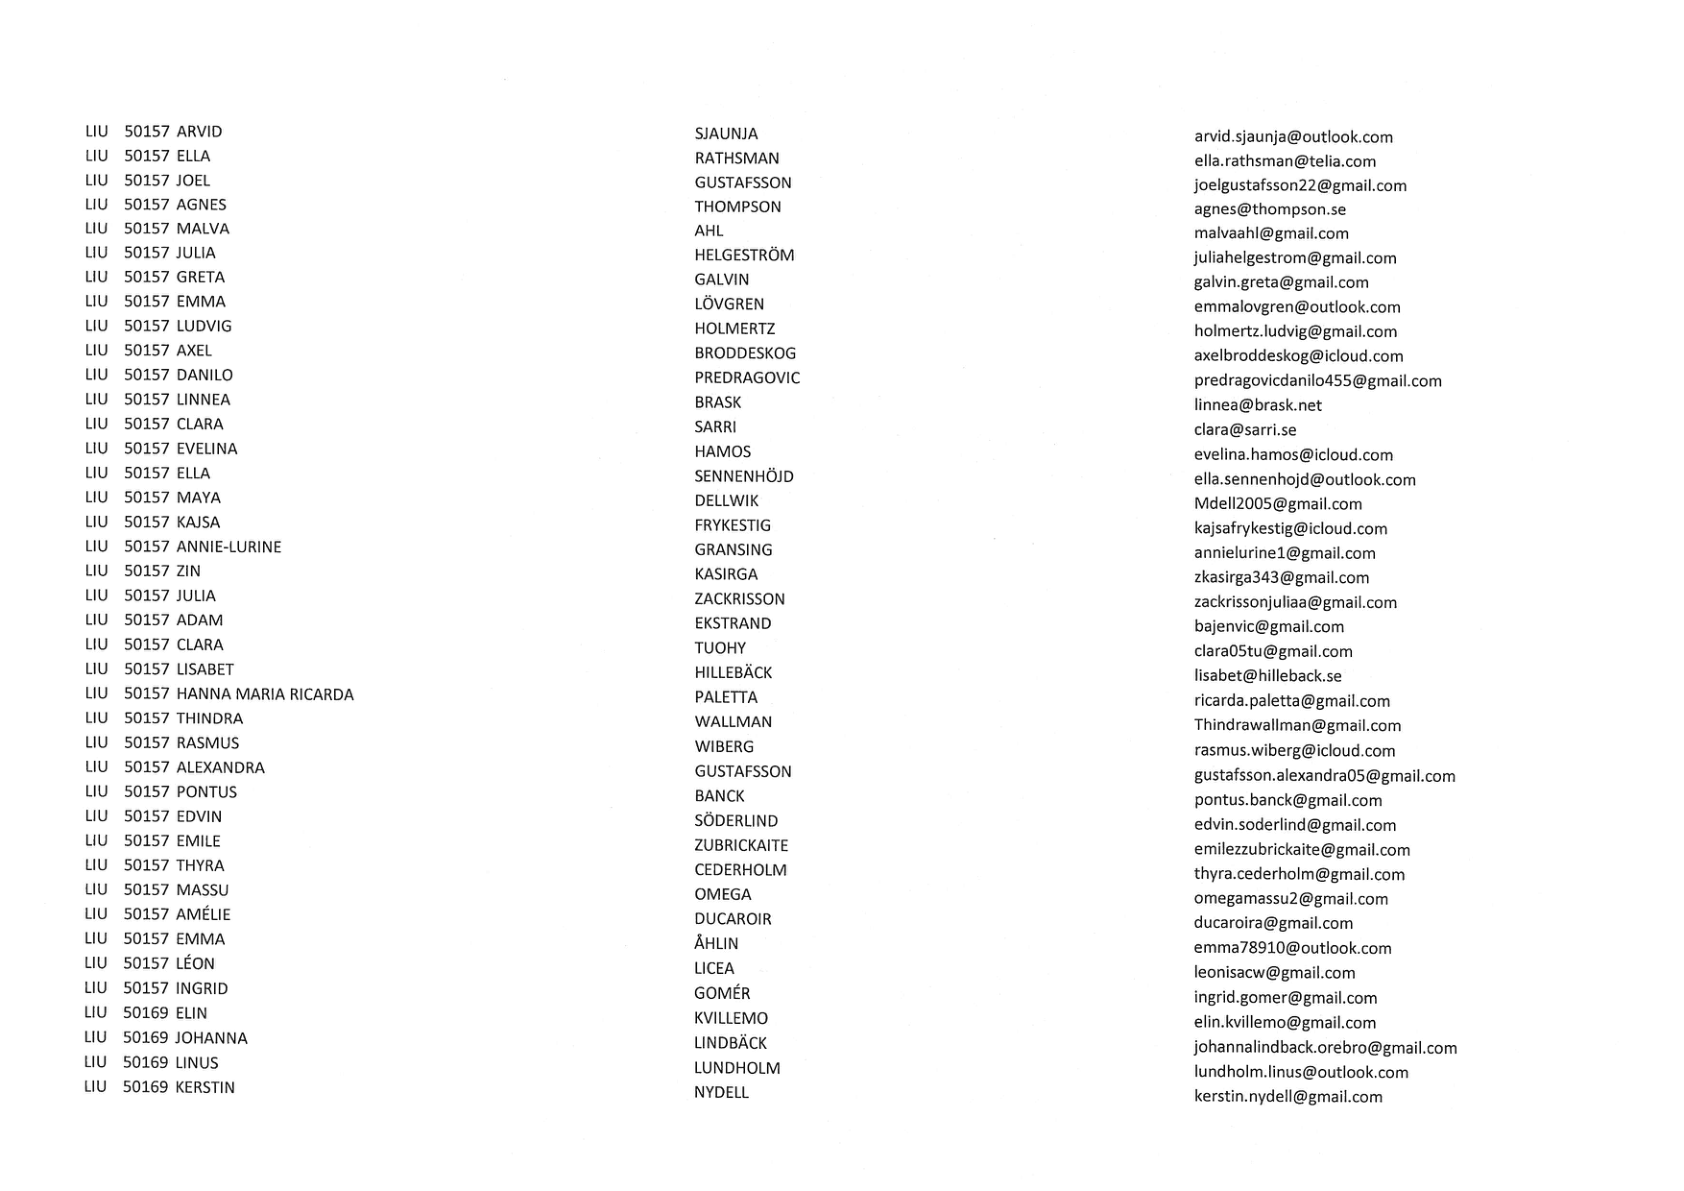 LIU 50157 ARVID SJAUNJA arvid.sjaunja@outlook.com
LIU 50157 ELLA RATHSMAN ella.rathsman@telia.com
LIU 50157 JOEL GUSTAFSSON joelgustafsson22@gmail.com
LIU 50157 AGNES THOMPSON agnes@thompson.se
LIU 50157 MALVA AHL malvaahl@gmail.com
LIU 50157 JULIA HELGESTRÖM juliahelgestrom@gmail.com
LIU 50157 GRETA GALVIN galvin.greta@gmail.com
LIU 50157 EMMA LÖVGREN emmalovgren@outlook.com
LIU 50157 LUDVIG HOLMERTZ holmertz.ludvig@gmail.com
LIU 50157 AXEL BRODDESKOG axelbroddeskog@icloud.com
LIU 50157 DANILO PREDRAGOVIC predragovicdanilo455@gmail.com
LIU 50157 LINNEA BRASK linnea@brask.net
LIU 50157 CLARA SARRI clara@sarri.se
LIU 50157 EVELINA HAMOS evelina.hamos@icloud.com
LIU 50157 ELLA SENNENHÖJD ella.sennenhojd@outlook.com
LIU 50157 MAYA DELLWIK Mdell2005@gmail.com
LIU 50157 KAJSA FRYKESTIG kajsafrykestig@icloud.com
LIU 50157 ANNIE-LURINE GRANSING annielurine1@gmail.com
LIU 50157 ZIN KASIRGA zkasirga343@gmail.com
LIU 50157 JULIA ZACKRISSON zackrissonjuliaa@gmail.com
LIU 50157 ADAM EKSTRAND bajenvic@gmail.com
LIU 50157 CLARA TUOHY clara05tu@gmail.com
LIU 50157 LISABET HILLEBÄCK lisabet@hilleback.se
LIU 50157 HANNA MARIA RICARDA PALETTA ricarda.paletta@gmail.com
LIU 50157 THINDRA WALLMAN Thindrawallman@gmail.com
LIU 50157 RASMUS WIBERG rasmus.wiberg@icloud.com
LIU 50157 ALEXANDRA GUSTAFSSON gustafsson.alexandra05@gmail.com
LIU 50157 PONTUS BANCK pontus.banck@gmail.com
LIU 50157 EDVIN SÖDERLIND edvin.soderlind@gmail.com
LIU 50157 EMILE ZUBRICKAITE emilezzubrickaite@gmail.com
LIU 50157 THYRA CEDERHOLM thyra.cederholm@gmail.com
LIU 50157 MASSU OMEGA omegamassu2@gmail.com
LIU 50157 AMÉLIE DUCAROIR ducaroira@gmail.com
LIU 50157 EMMA ÅHLIN emma78910@outlook.com
LIU 50157 LÉON LICEA leonisacw@gmail.com
LIU 50157 INGRID GOMÉR ingrid.gomer@gmail.com
LIU 50169 ELIN KVILLEMO elin.kvillemo@gmail.com
LIU 50169 JOHANNA LINDBÄCK johannalindback.orebro@gmail.com
LIU 50169 LINUS LUNDHOLM lundholm.linus@outlook.com
LIU 50169 KERSTIN NYDELL kerstin.nydell@gmail.com